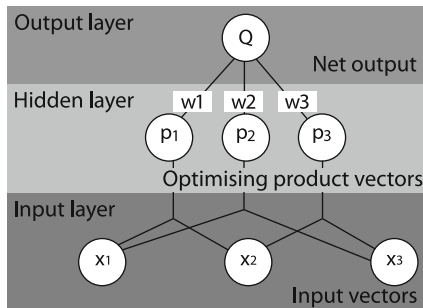 Output layer
Q
Net output
Hidden layer
w1 w2 w3
p1 p2 p3
Optimising product vectors
Input layer
x1 x2 x3
Input vectors